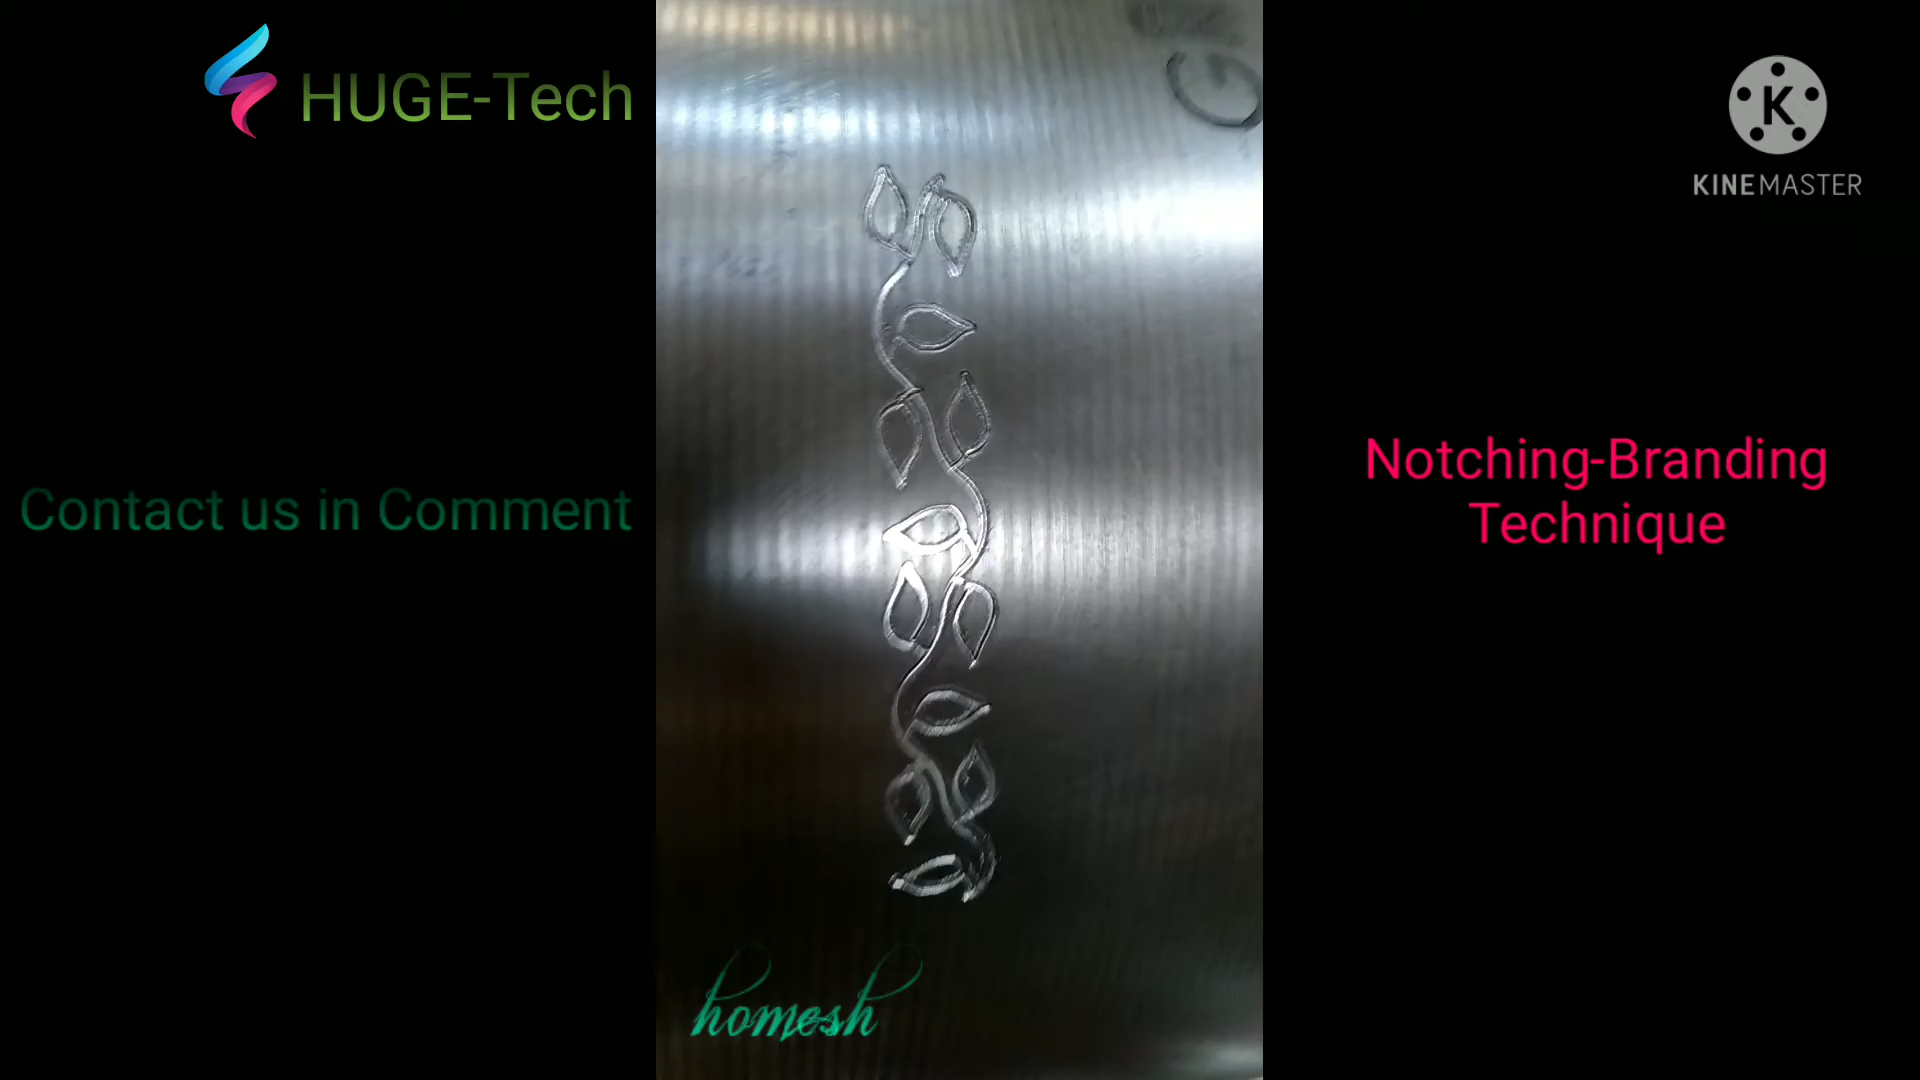 HUGE-Tech
KINEMASTER
Contact us in Comment
Notching-Branding
Technique
homesh